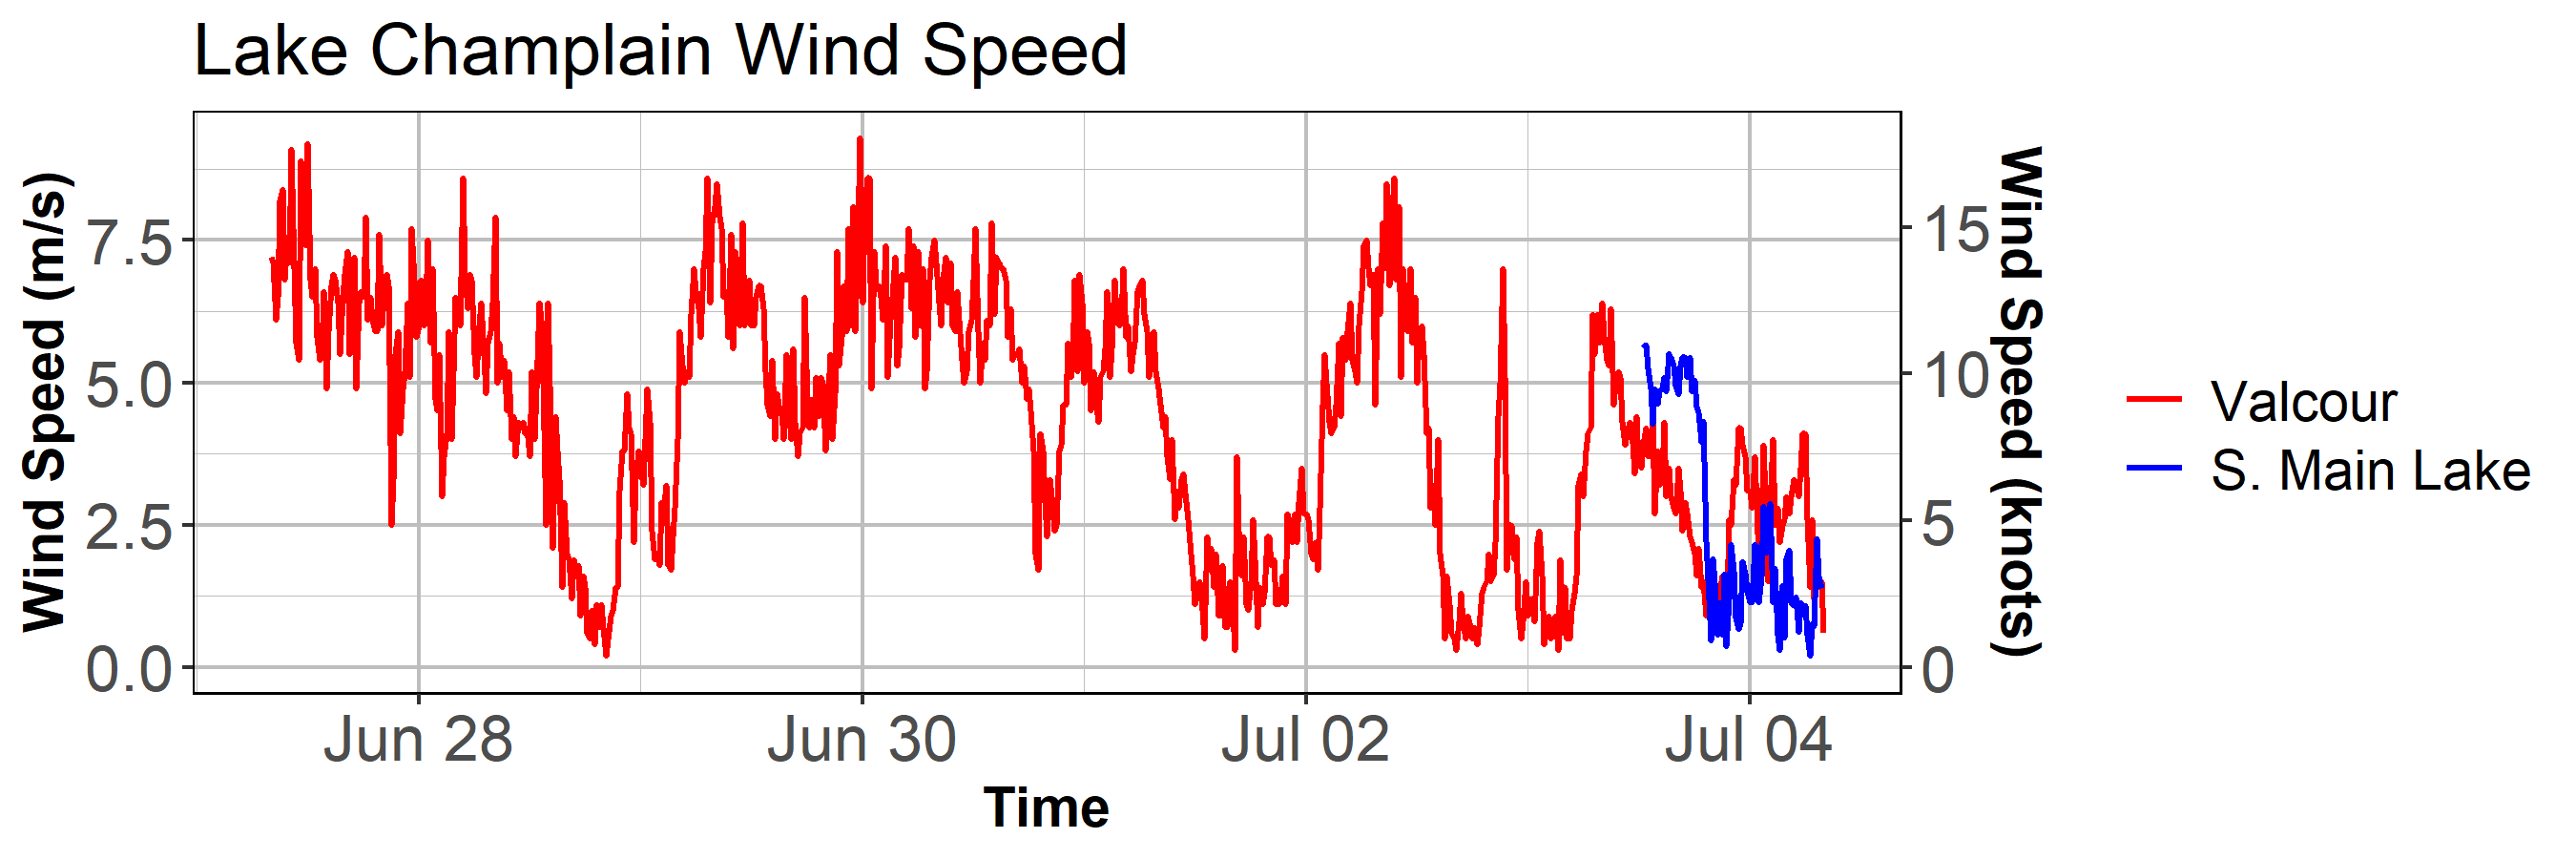 Lake Champlain Wind Speed
Wind Speed (m/s)
7.5
5.0
2.5
0.0
15
10
5
0
Wind Speed (knots)
Jun 28
Jun 30
Jul 02
Jul 04
Time
Valcour
S. Main Lake